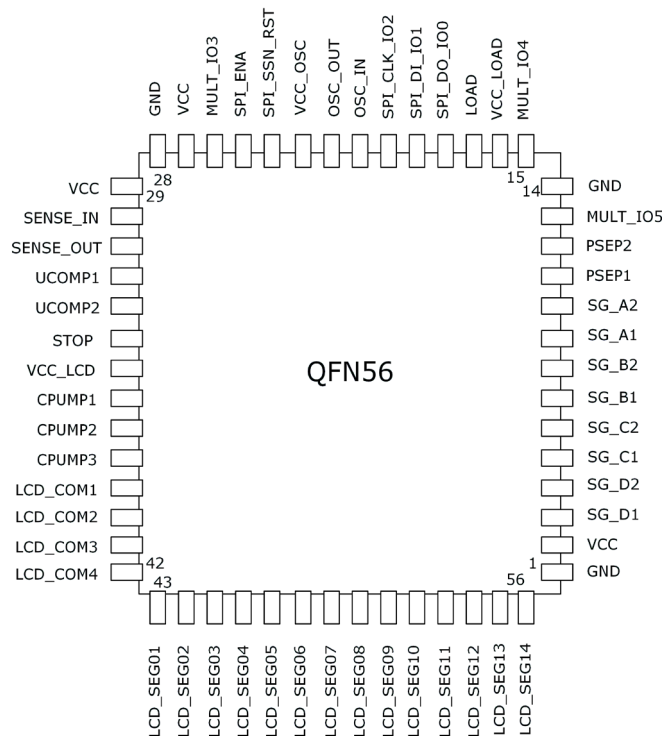 GND
VCC
MULT_IO3
SPI_ENA
SPI_SSN_RST
VCC_OSC
OSC_OUT
OSC_IN
SPI_CLK_IO2
SPI_DI_IO1
SPI_DO_IO0
LOAD
VCC_LOAD
MULT_IO4
28
29
15
14
VCC
SENSE_IN
SENSE_OUT
UCOMP1
UCOMP2
STOP
VCC_LCD
CPUMP1
CPUMP2
CPUMP3
LCD_COM1
LCD_COM2
LCD_COM3
LCD_COM4
QFN56
GND
MULT_IO5
PSEP2
PSEP1
SG_A2
SG_A1
SG_B2
SG_B1
SG_C2
SG_C1
SG_D2
SG_D1
VCC
GND
42
43
1
56
LCD_SEG01
LCD_SEG02
LCD_SEG03
LCD_SEG04
LCD_SEG05
LCD_SEG06
LCD_SEG07
LCD_SEG08
LCD_SEG09
LCD_SEG10
LCD_SEG11
LCD_SEG12
LCD_SEG13
LCD_SEG14